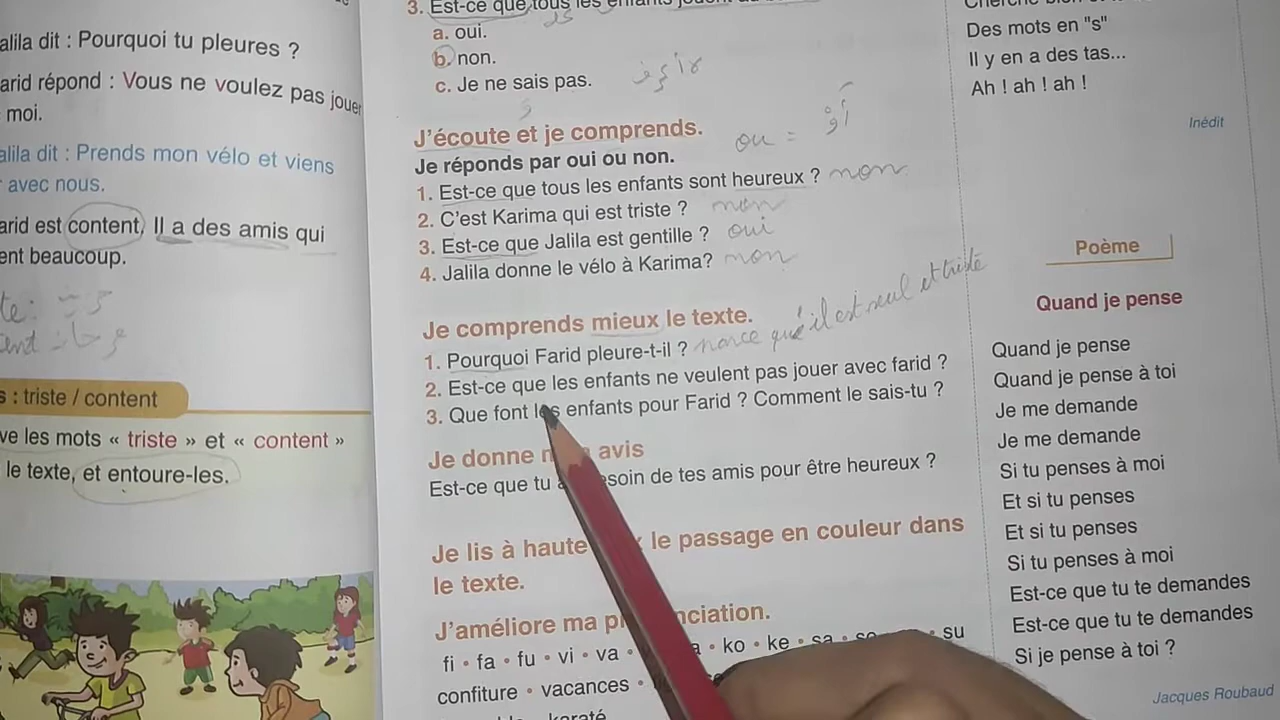 alila dit : Pourquoi tu pleures ?
arid répond : Vous ne voulez pas jouer
moi.
alila dit : Prends mon vélo et viens
avec nous.
arid est content. Il a des amis qui
ent beaucoup.
s : triste / content
ve les mots « triste » et « content »
le texte, et entoure-les.
3. Est-ce que tous les enfants
a. oui.
b. non.
c. Je ne sais pas.
J'écoute et je comprends.
ou = أو
Je réponds par oui ou non.
1. Est-ce que tous les enfants sont heureux ? non
2. C'est Karima qui est triste ? non
3. Est-ce que Jalila est gentille ? oui
4. Jalila donne le vélo à Karima? non
Je comprends mieux le texte.
1. Pourquoi Farid pleure-t-il ? parce qu'il est seul et triste
2. Est-ce que les enfants ne veulent pas jouer avec farid ?
3. Que font les enfants pour Farid ? Comment le sais-tu ?
Je donne avis
Est-ce que tu esoin de tes amis pour être heureux ?
Je lis à haute le passage en couleur dans
le texte.
J'améliore ma nciation.
fi • fa • fu • vi • va • • ko • ke • sa • su
confiture • vacances •
karaté
Des mots en "s"
Il y en a des tas...
Ah ! ah ! ah !
Inédit
Poème
Quand je pense
Quand je pense
Quand je pense à toi
Je me demande
Je me demande
Si tu penses à moi
Et si tu penses
Et si tu penses
Si tu penses à moi
Est-ce que tu te demandes
Est-ce que tu te demandes
Si je pense à toi ?
Jacques Roubaud